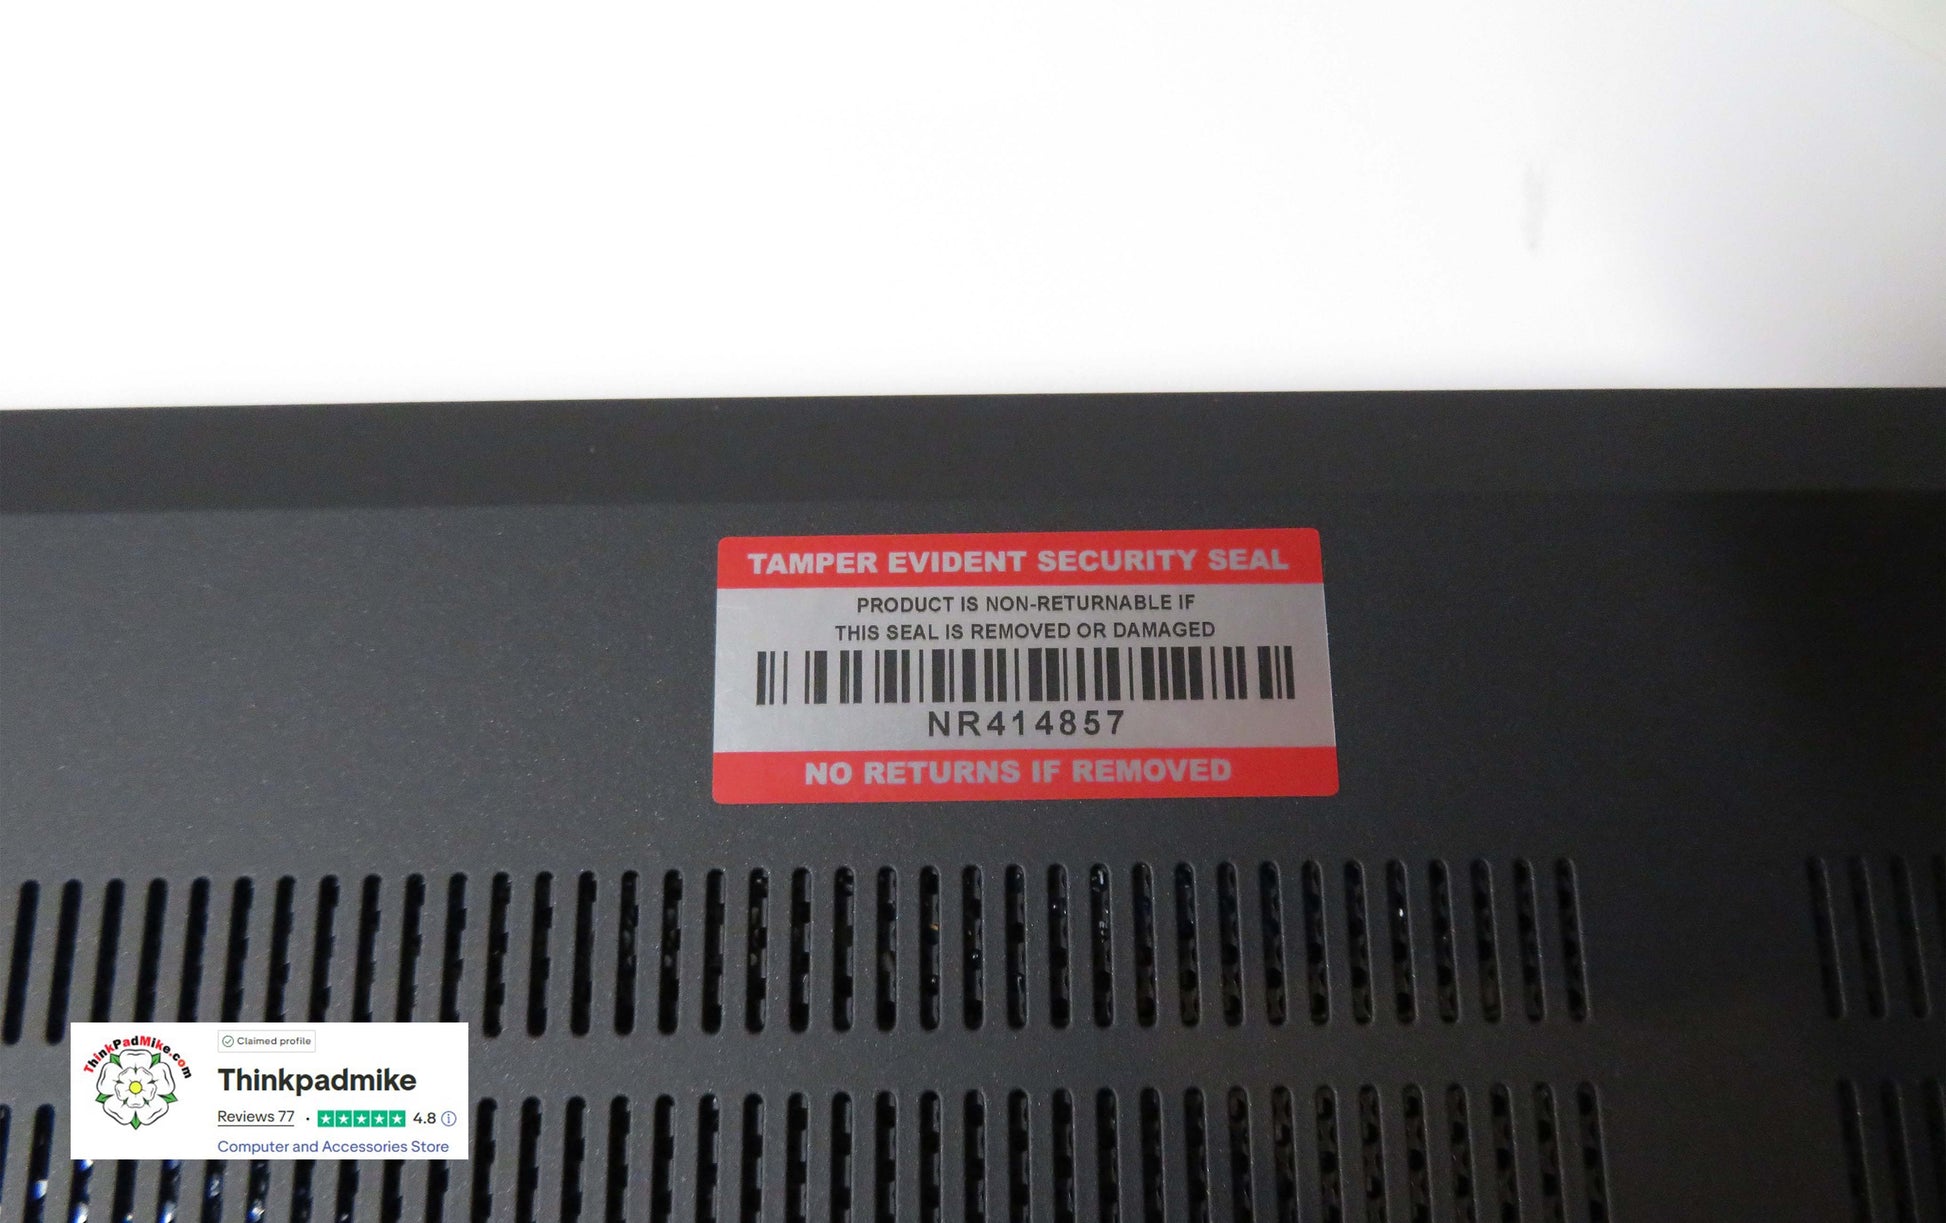 TAMPER EVIDENT SECURITY SEAL
PRODUCT IS NON-RETURNABLE IF
THIS SEAL IS REMOVED OR DAMAGED
NR414857
NO RETURNS IF REMOVED
ThinkPadMike.com
Claimed profile
Thinkpadmike
Reviews 77 · 4.8
Computer and Accessories Store